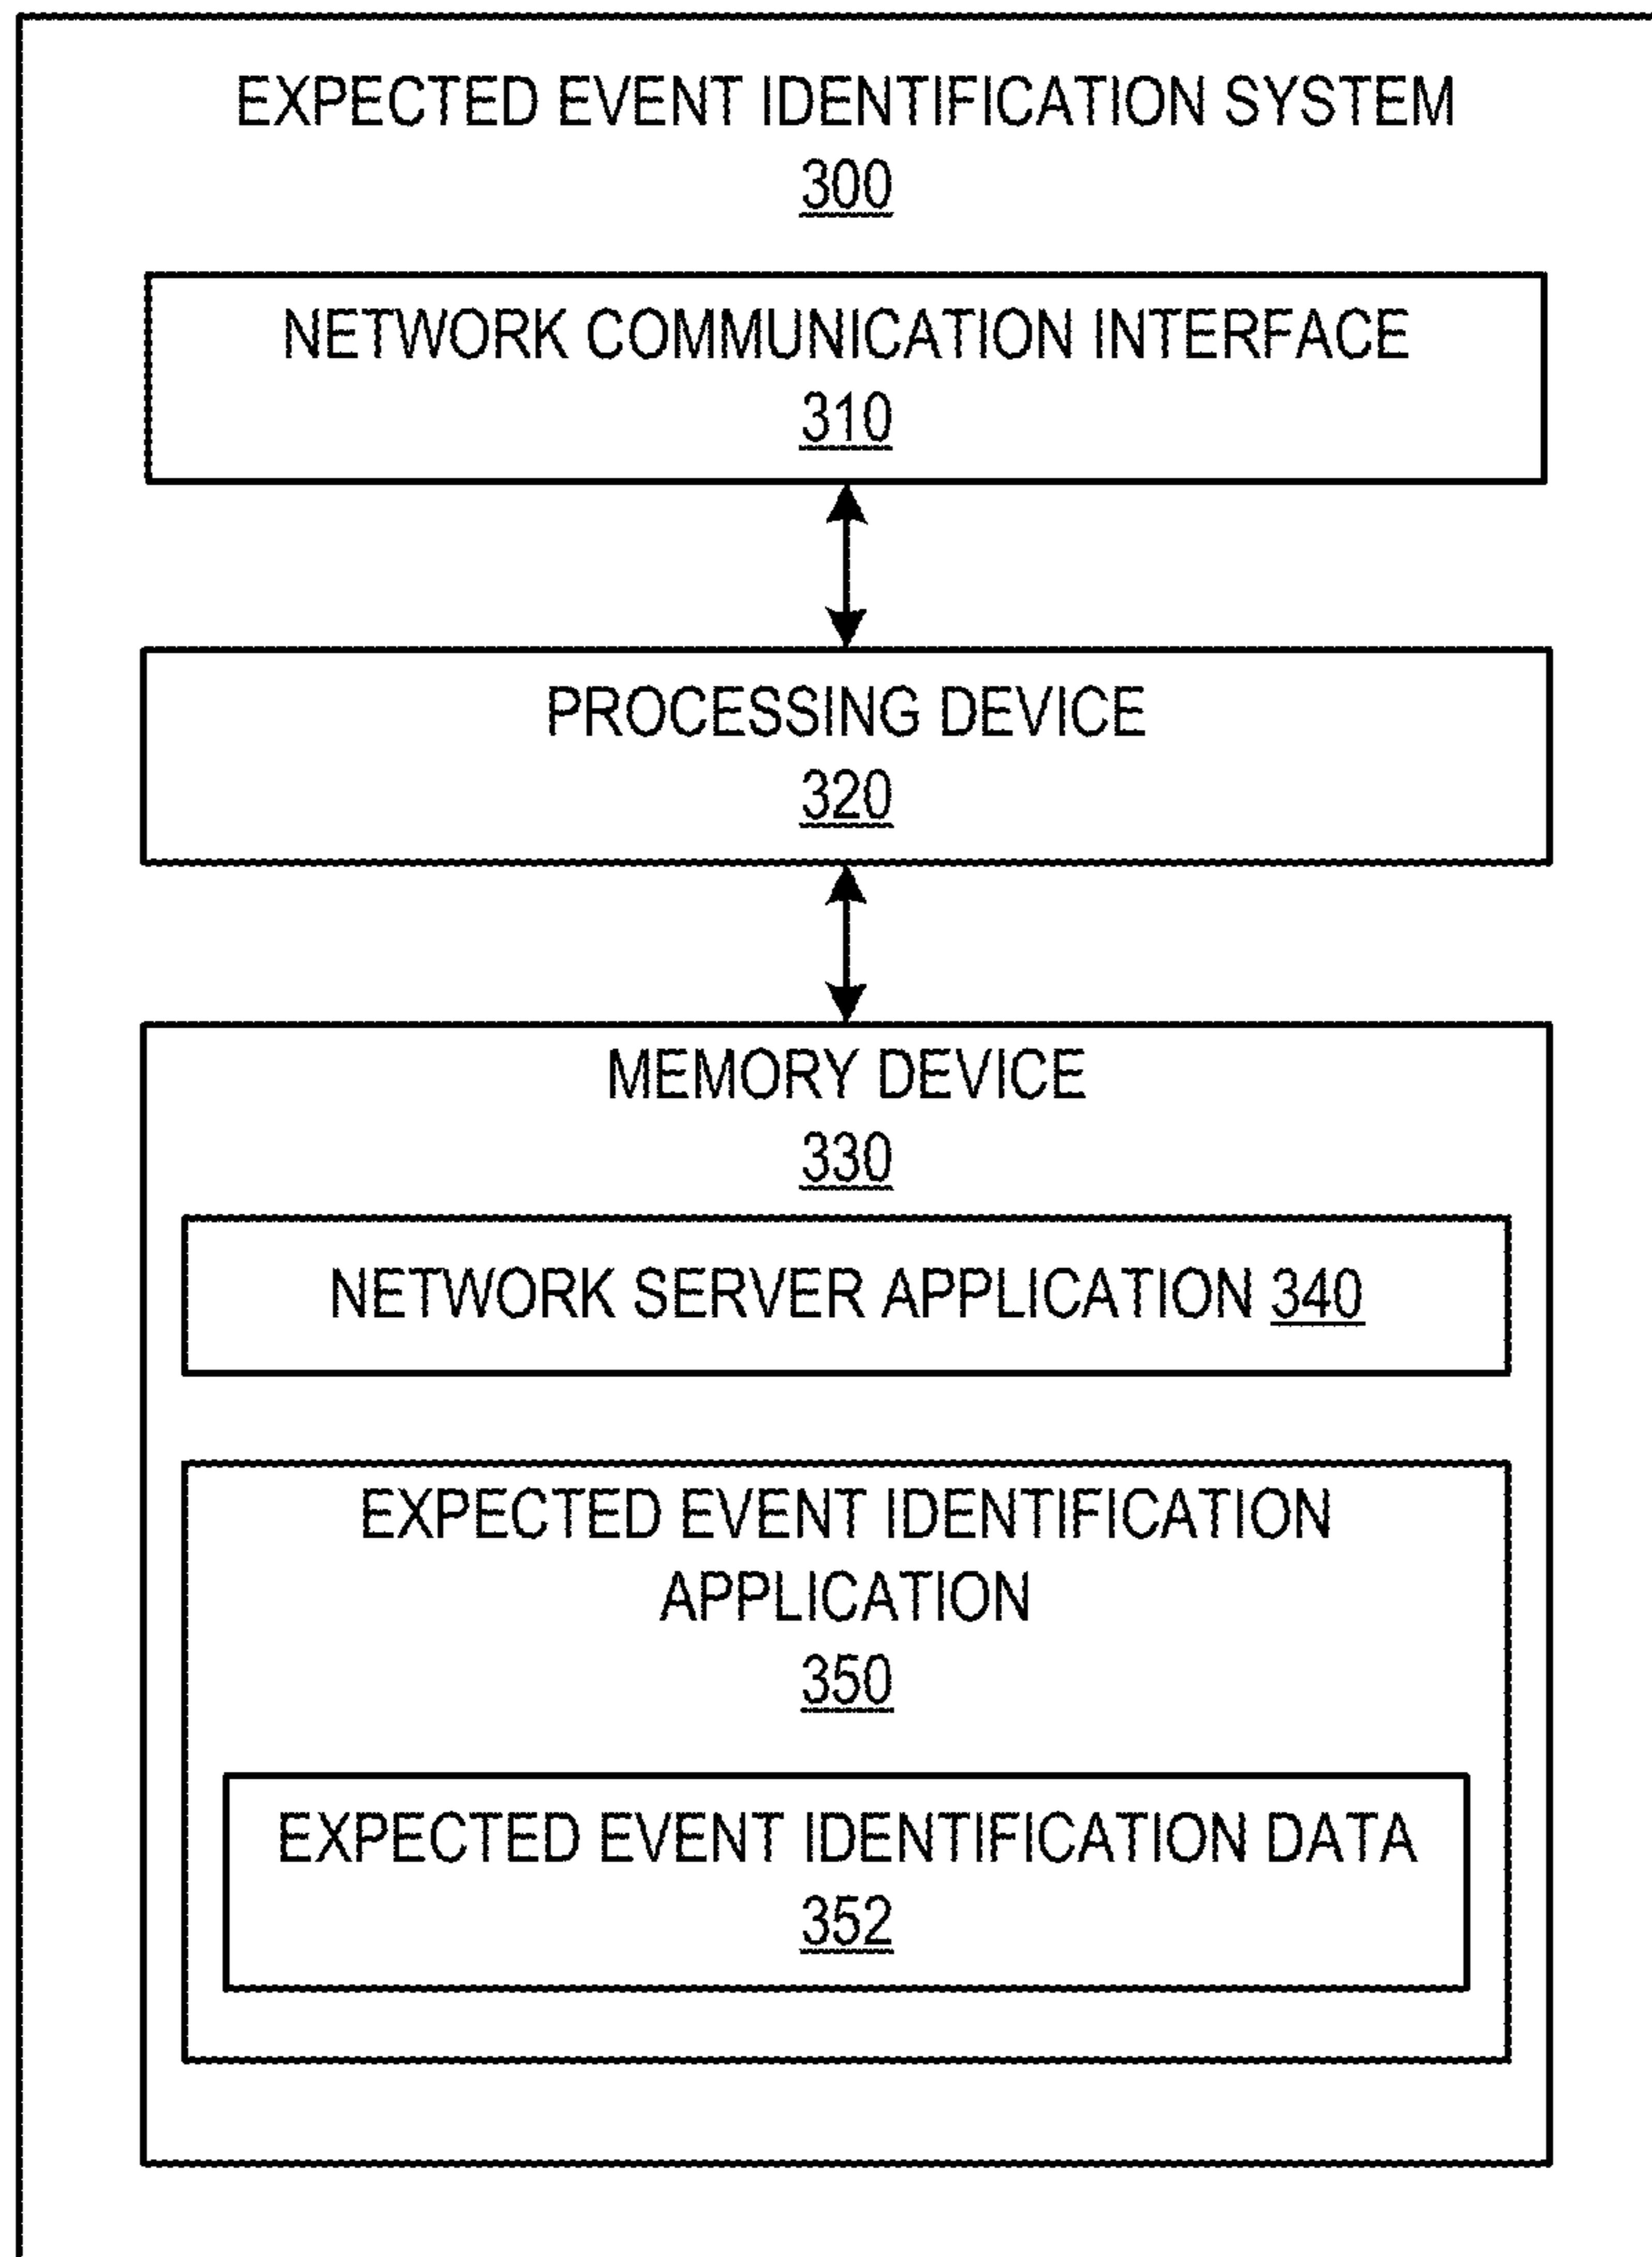 EXPECTED EVENT IDENTIFICATION SYSTEM
300
NETWORK COMMUNICATION INTERFACE
310
PROCESSING DEVICE
320
MEMORY DEVICE
330
NETWORK SERVER APPLICATION 340
EXPECTED EVENT IDENTIFICATION
APPLICATION
350
EXPECTED EVENT IDENTIFICATION DATA
352